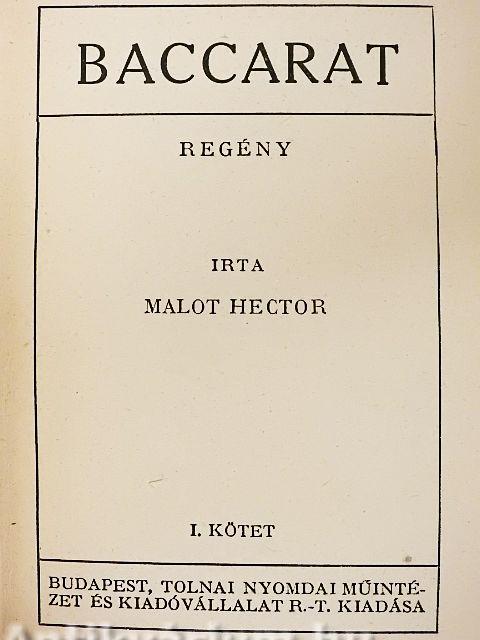 BACCARAT
REGÉNY
IRTA
MALOT HECTOR
I. KÖTET
BUDAPEST, TOLNAI NYOMDAI MŰINTÉ-
ZET ÉS KIADÓVÁLLALAT R.-T. KIADÁSA